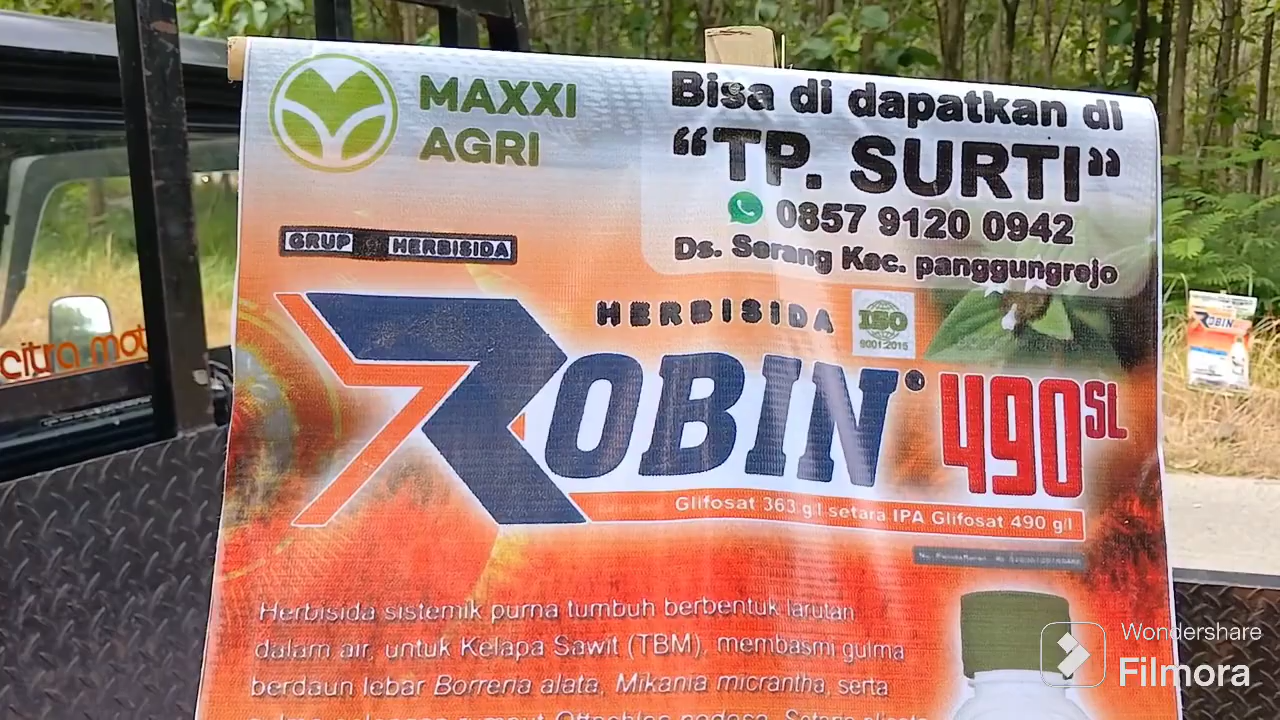 MAXXI
AGRI
Bisa di dapatkan di
“TP. SURTI”
0857 9120 0942
Ds. Serang Kec. panggungrejo
GRUP HERBISIDA
HERBISIDA
ISO
9001:2015
ROBIN® 490SL
Glifosat 363 g/l setara IPA Glifosat 490 g/l
Herbisida sistemik purna tumbuh berbentuk larutan
dalam air, untuk Kelapa Sawit (TBM), membasmi gulma
berdaun lebar Borreria alata, Mikania micrantha, serta
citra mot
ROBIN
Wondershare
Filmora